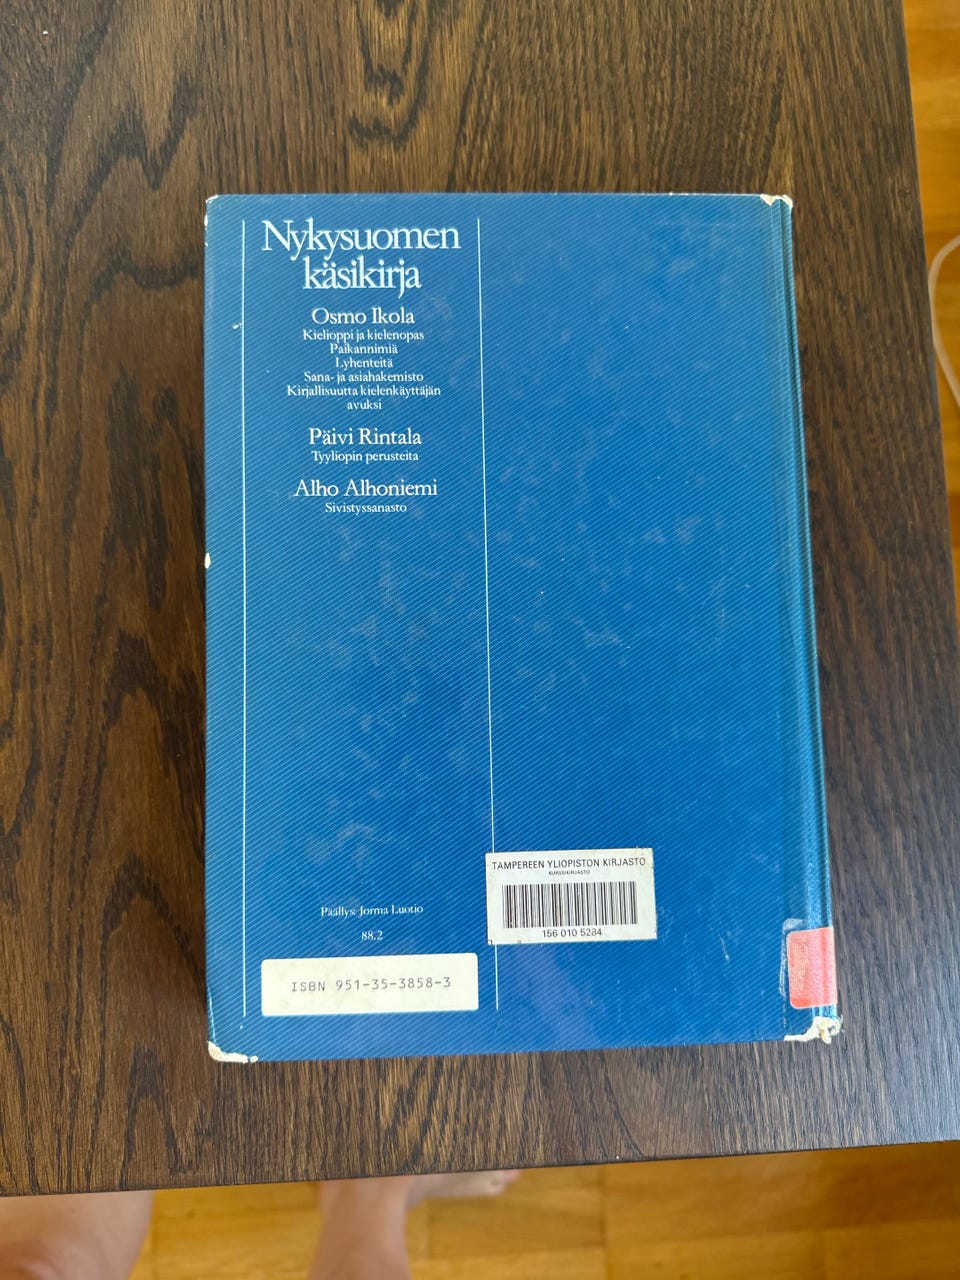 Nykysuomen
käsikirja
Osmo Ikola
Kielioppi ja kielenopas
Paikannimiä
Lyhenteitä
Sana- ja asiahakemisto
Kirjallisuutta kielenkäyttäjän
avuksi
Päivi Rintala
Tyyliopin perusteita
Alho Alhoniemi
Sivistyssanasto
Päällys: Jorma Luotio
88.2
ISBN 951-35-3858-3
TAMPEREEN YLIOPISTON KIRJASTO
KURSSIKIRJASTO
156 010 5284